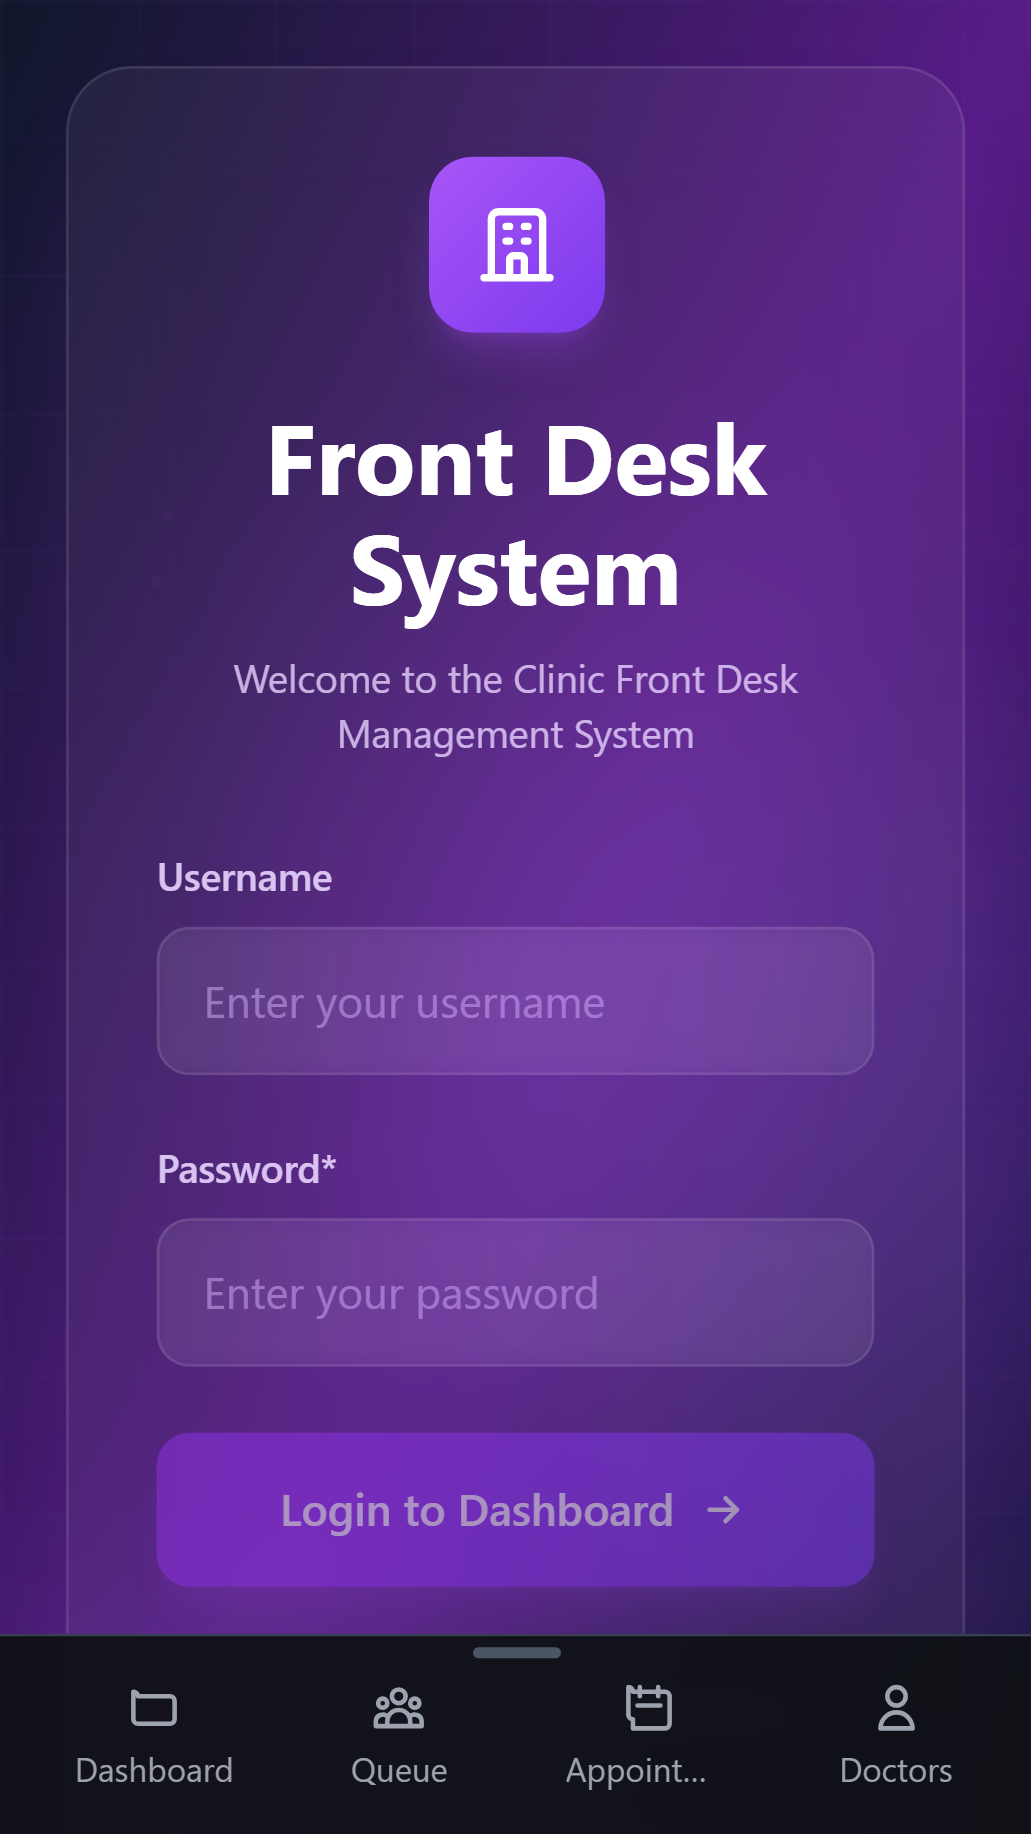 Front Desk
System
Welcome to the Clinic Front Desk
Management System
Username
Enter your username
Password*
Enter your password
Login to Dashboard →
Dashboard
Queue
Appoint...
Doctors